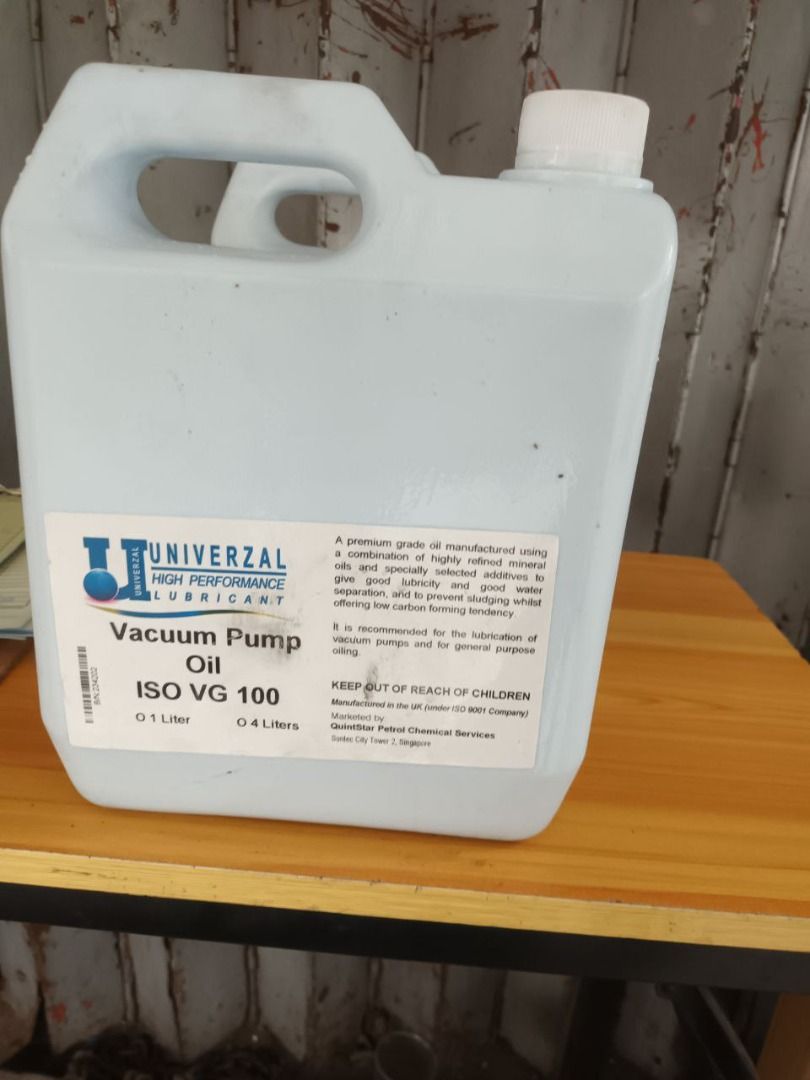 UNIVERZAL
UNIVERZAL
HIGH PERFORMANCE
LUBRICANT
Vacuum Pump
Oil
ISO VG 100
O 1 Liter O 4 Liters
B/N:224202
A premium grade oil manufactured using
a combination of highly refined mineral
oils and specially selected additives to
give good lubricity and good water
separation, and to prevent sludging whilst
offering low carbon forming tendency.
It is recommended for the lubrication of
vacuum pumps and for general purpose
oiling.
KEEP OUT OF REACH OF CHILDREN
Manufactured in the UK (under ISO 9001 Company)
Marketed by
QuintStar Petrol Chemical Services
Suntec City Tower 2, Singapore